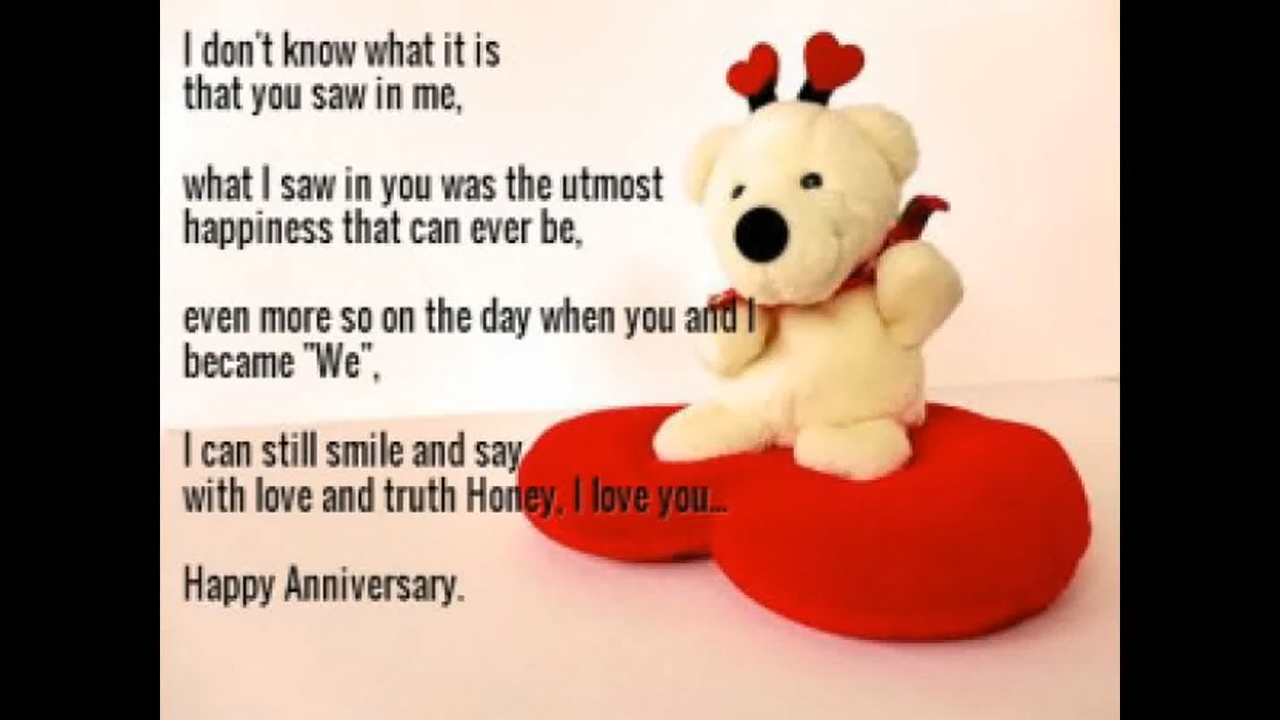 I don't know what it is
that you saw in me,
what I saw in you was the utmost
happiness that can ever be,
even more so on the day when you and I
became "We",
I can still smile and say
with love and truth Honey, I love you...
Happy Anniversary.